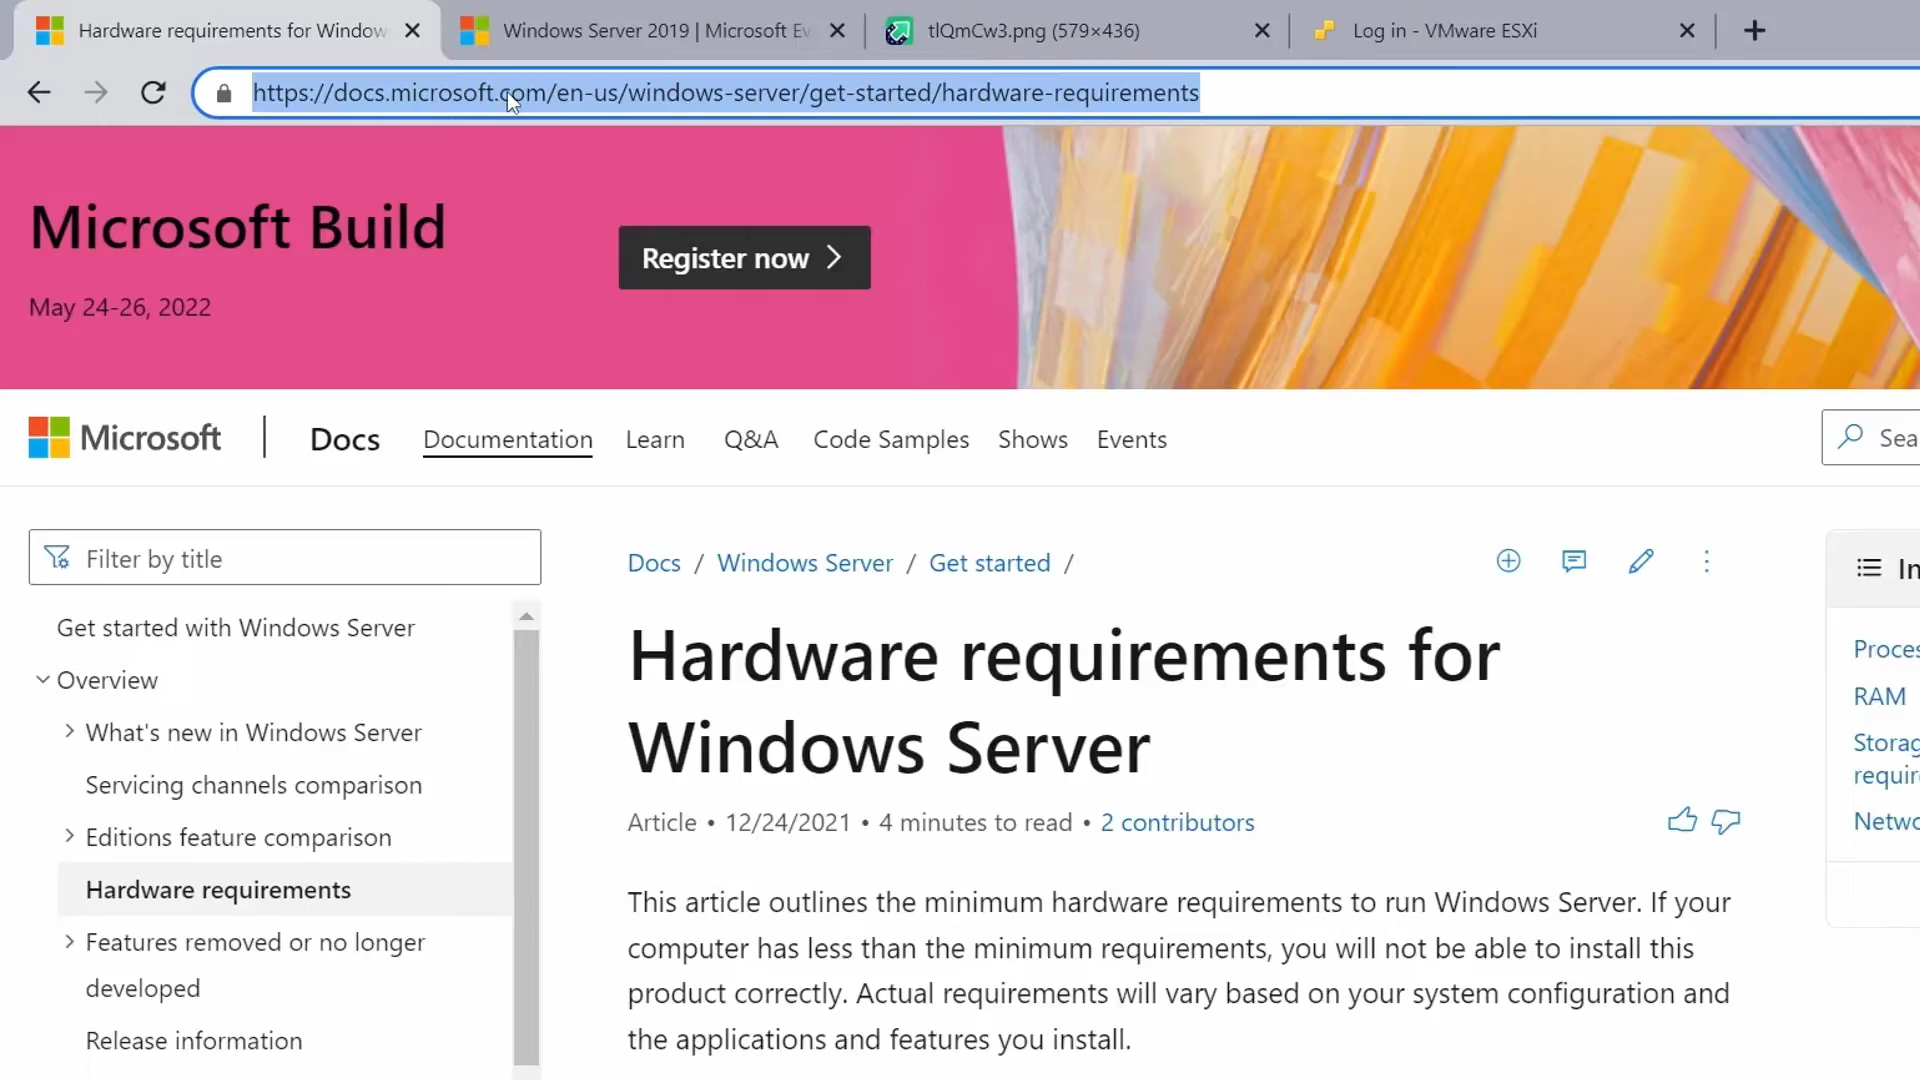 Hardware requirements for Window
Windows Server 2019 | Microsoft Ev
tlQmCw3.png (579×436)
Log in - VMware ESXi
https://docs.microsoft.com/en-us/windows-server/get-started/hardware-requirements
Microsoft Build
Register now
May 24-26, 2022
Microsoft
Docs
Documentation
Learn
Q&A
Code Samples
Shows
Events
Sea
Filter by title
Get started with Windows Server
Overview
What's new in Windows Server
Servicing channels comparison
Editions feature comparison
Hardware requirements
Features removed or no longer
developed
Release information
Docs / Windows Server / Get started /
Hardware requirements for
Windows Server
Article • 12/24/2021 • 4 minutes to read • 2 contributors
This article outlines the minimum hardware requirements to run Windows Server. If your
computer has less than the minimum requirements, you will not be able to install this
product correctly. Actual requirements will vary based on your system configuration and
the applications and features you install.
In
Proces
RAM
Storag
requir
Netwo